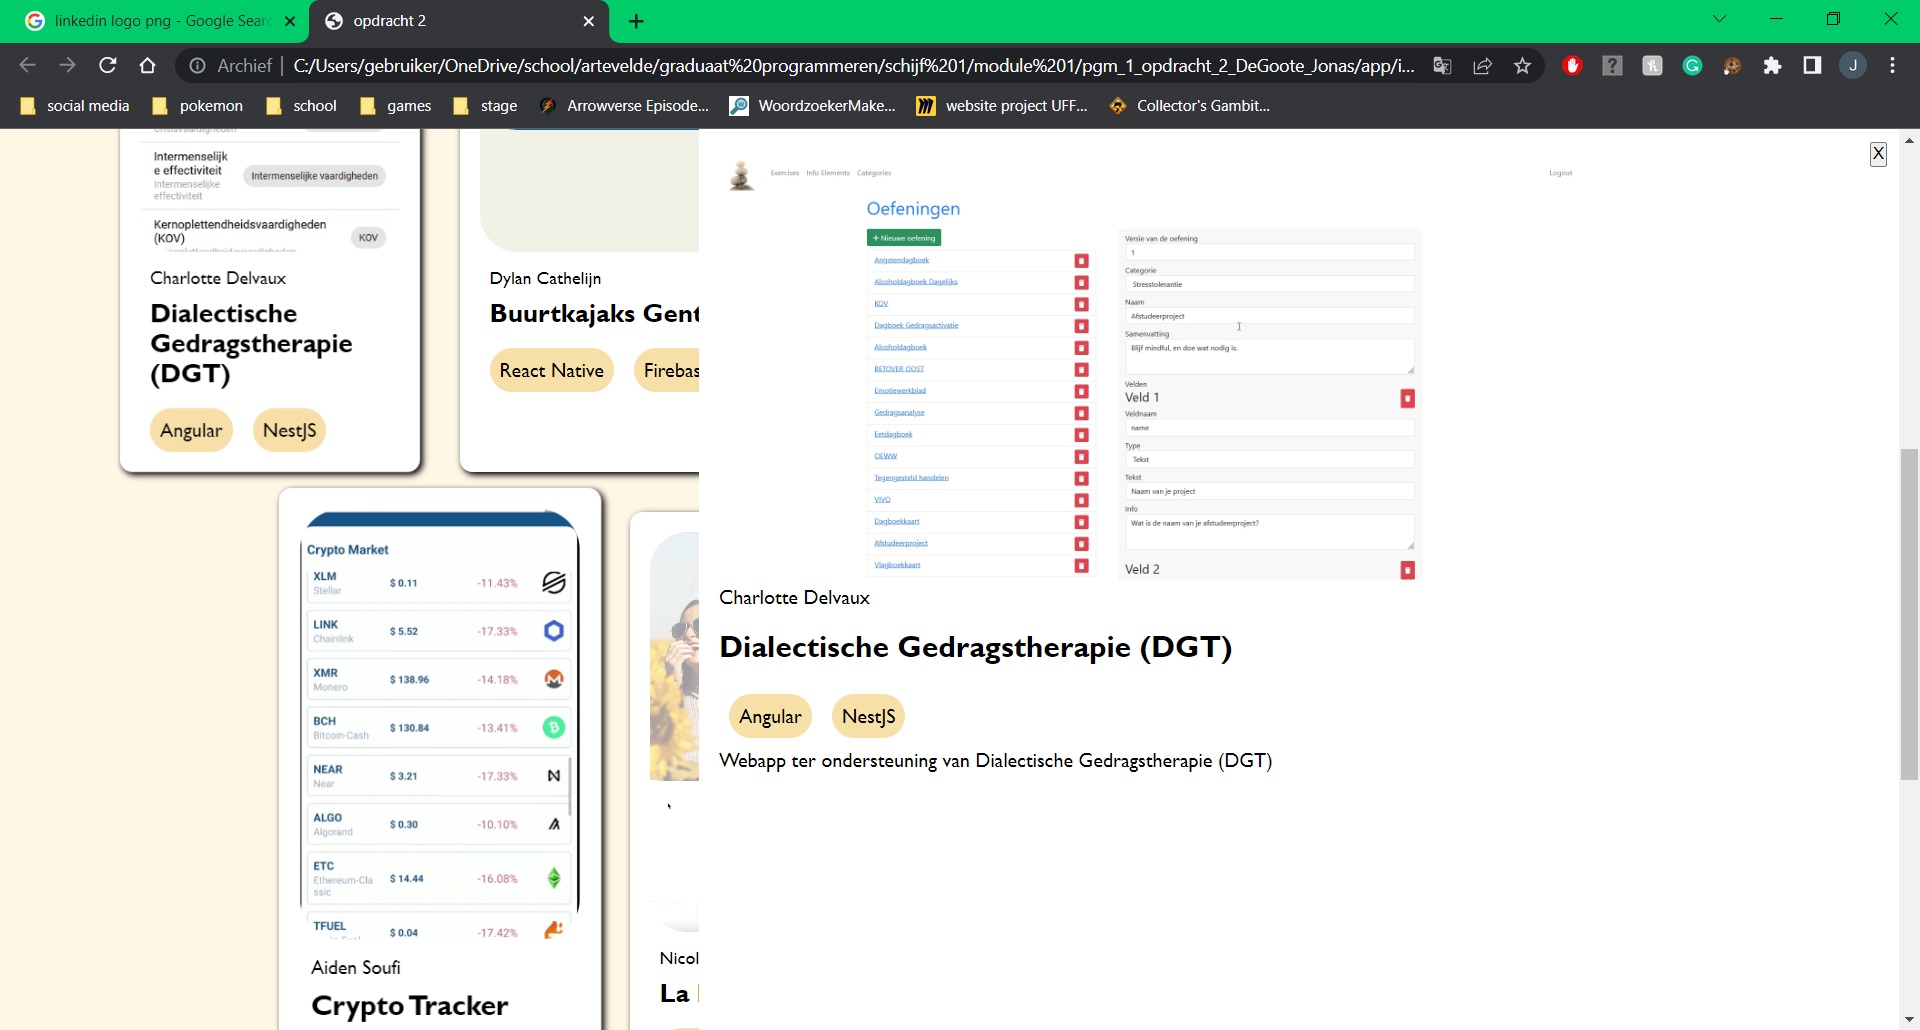 linkedin logo png - Google Searc
opdracht 2
Archief
C:/Users/gebruiker/OneDrive/school/artevelde/graduaat%20programmeren/schijf%201/module%201/pgm_1_opdracht_2_DeGoote_Jonas/app/i...
J
social media
pokemon
school
games
stage
Arrowverse Episode...
WoordzoekerMake...
website project UFF...
Collector's Gambit...
Intermenselijk
e effectiviteit
Intermenselijke
effectiviteit
Intermenselijke vaardigheden
Kernoplettendheidsvaardigheden
(KOV)
KOV
Charlotte Delvaux
Dialectische
Gedragstherapie
(DGT)
Angular
NestJS
Dylan Cathelijn
Buurtkajaks Gent
React Native
Firebas
Crypto Market
XLM
Stellar
$ 0.11
-11.43%
LINK
Chainlink
$ 5.52
-17.33%
XMR
Monero
$ 138.96
-14.18%
BCH
Bitcoin-Cash
$ 130.84
-13.41%
NEAR
Near
$ 3.21
-17.33%
ALGO
Algorand
$ 0.30
-10.10%
ETC
Ethereum-Cla
ssic
$ 14.44
-16.08%
TFUEL
$ 0.04
-17.42%
Aiden Soufi
Crypto Tracker
Nicol
La
X
Exercises
Info Elements
Categories
Logout
Oefeningen
+ Nieuwe oefening
Angstendagboek
Alcoholdagboek Dagelijks
KOV
Dagboek Gedragsactivatie
Alcoholdagboek
BETOVER OOST
Emotiewerkblad
Gedragsanalyse
Eetdagboek
OEWW
Tegengesteld handelen
VIVO
Dagboekkaart
Afstudeerproject
Vlagboekkaart
Versie van de oefening
1
Categorie
Stresstolerantie
Naam
Afstudeerproject
Samenvatting
Blijf mindful, en doe wat nodig is.
Velden
Veld 1
Veldnaam
name
Type
Tekst
Tekst
Naam van je project
Info
Wat is de naam van je afstudeerproject?
Veld 2
Charlotte Delvaux
Dialectische Gedragstherapie (DGT)
Angular
NestJS
Webapp ter ondersteuning van Dialectische Gedragstherapie (DGT)